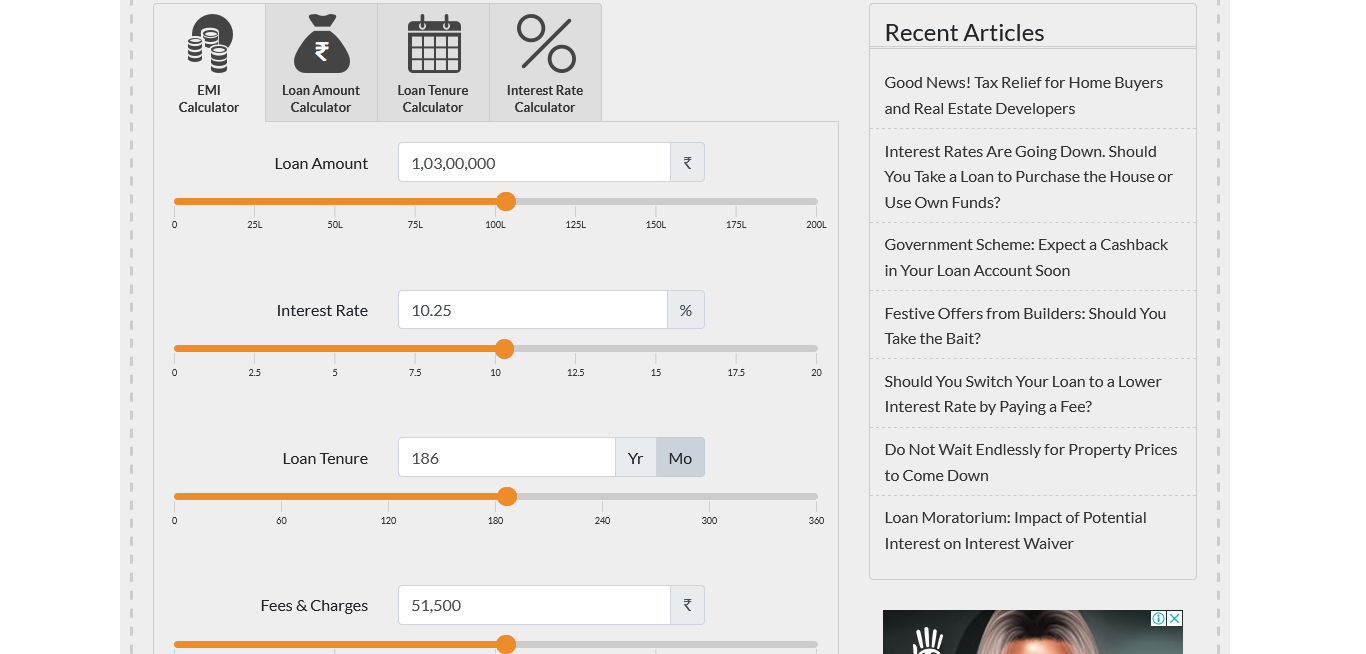 EMI
Calculator
Loan Amount
Calculator
Loan Tenure
Calculator
Interest Rate
Calculator
Loan Amount
1,03,00,000
₹
0 25L 50L 75L 100L 125L 150L 175L 200L
Interest Rate
10.25
%
0 2.5 5 7.5 10 12.5 15 17.5 20
Loan Tenure
186
Yr
Mo
0 60 120 180 240 300 360
Fees & Charges
51,500
₹
Recent Articles
Good News! Tax Relief for Home Buyers
and Real Estate Developers
Interest Rates Are Going Down. Should
You Take a Loan to Purchase the House or
Use Own Funds?
Government Scheme: Expect a Cashback
in Your Loan Account Soon
Festive Offers from Builders: Should You
Take the Bait?
Should You Switch Your Loan to a Lower
Interest Rate by Paying a Fee?
Do Not Wait Endlessly for Property Prices
to Come Down
Loan Moratorium: Impact of Potential
Interest on Interest Waiver